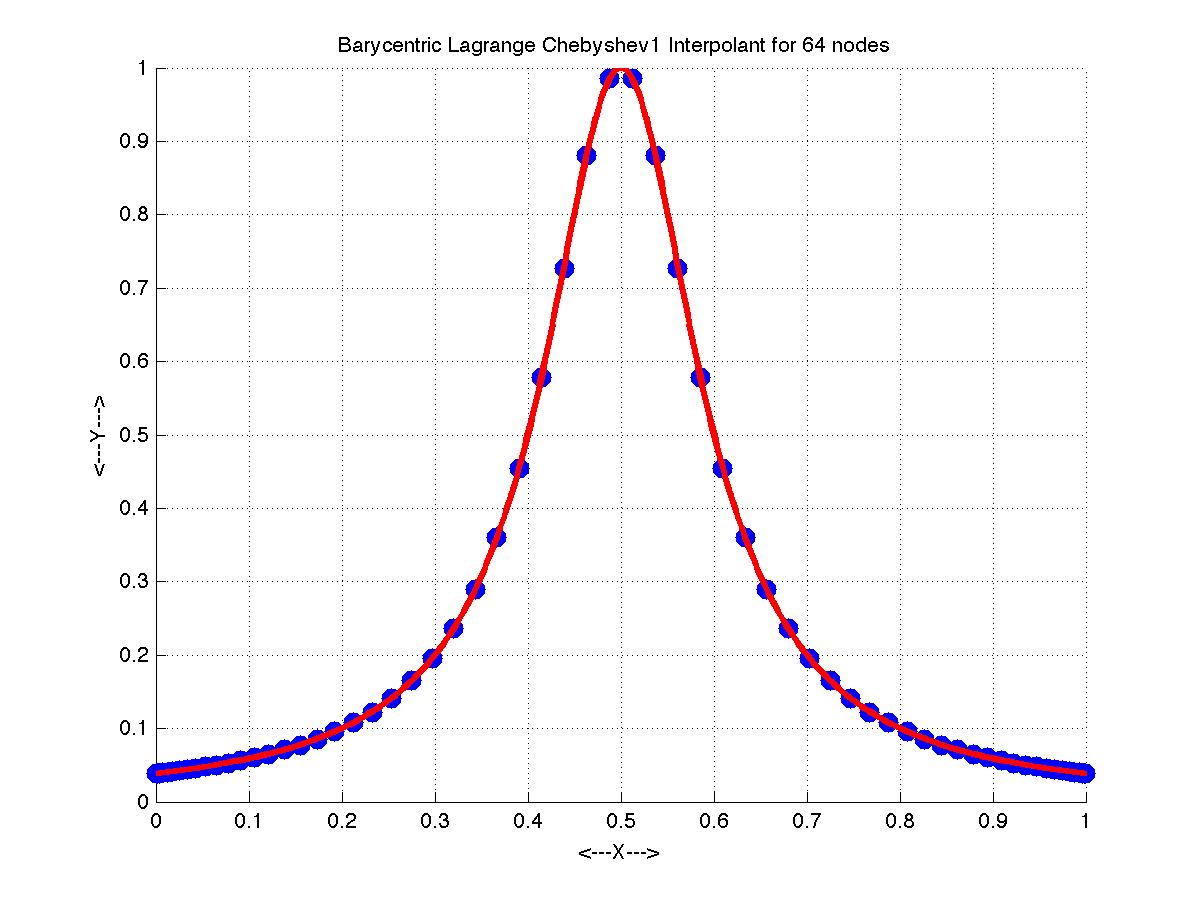 Barycentric Lagrange Chebyshev1 Interpolant for 64 nodes
1
0.9
0.8
0.7
0.6
0.5
0.4
0.3
0.2
0.1
0
<---Y--->
0 0.1 0.2 0.3 0.4 0.5 0.6 0.7 0.8 0.9 1
<---X--->